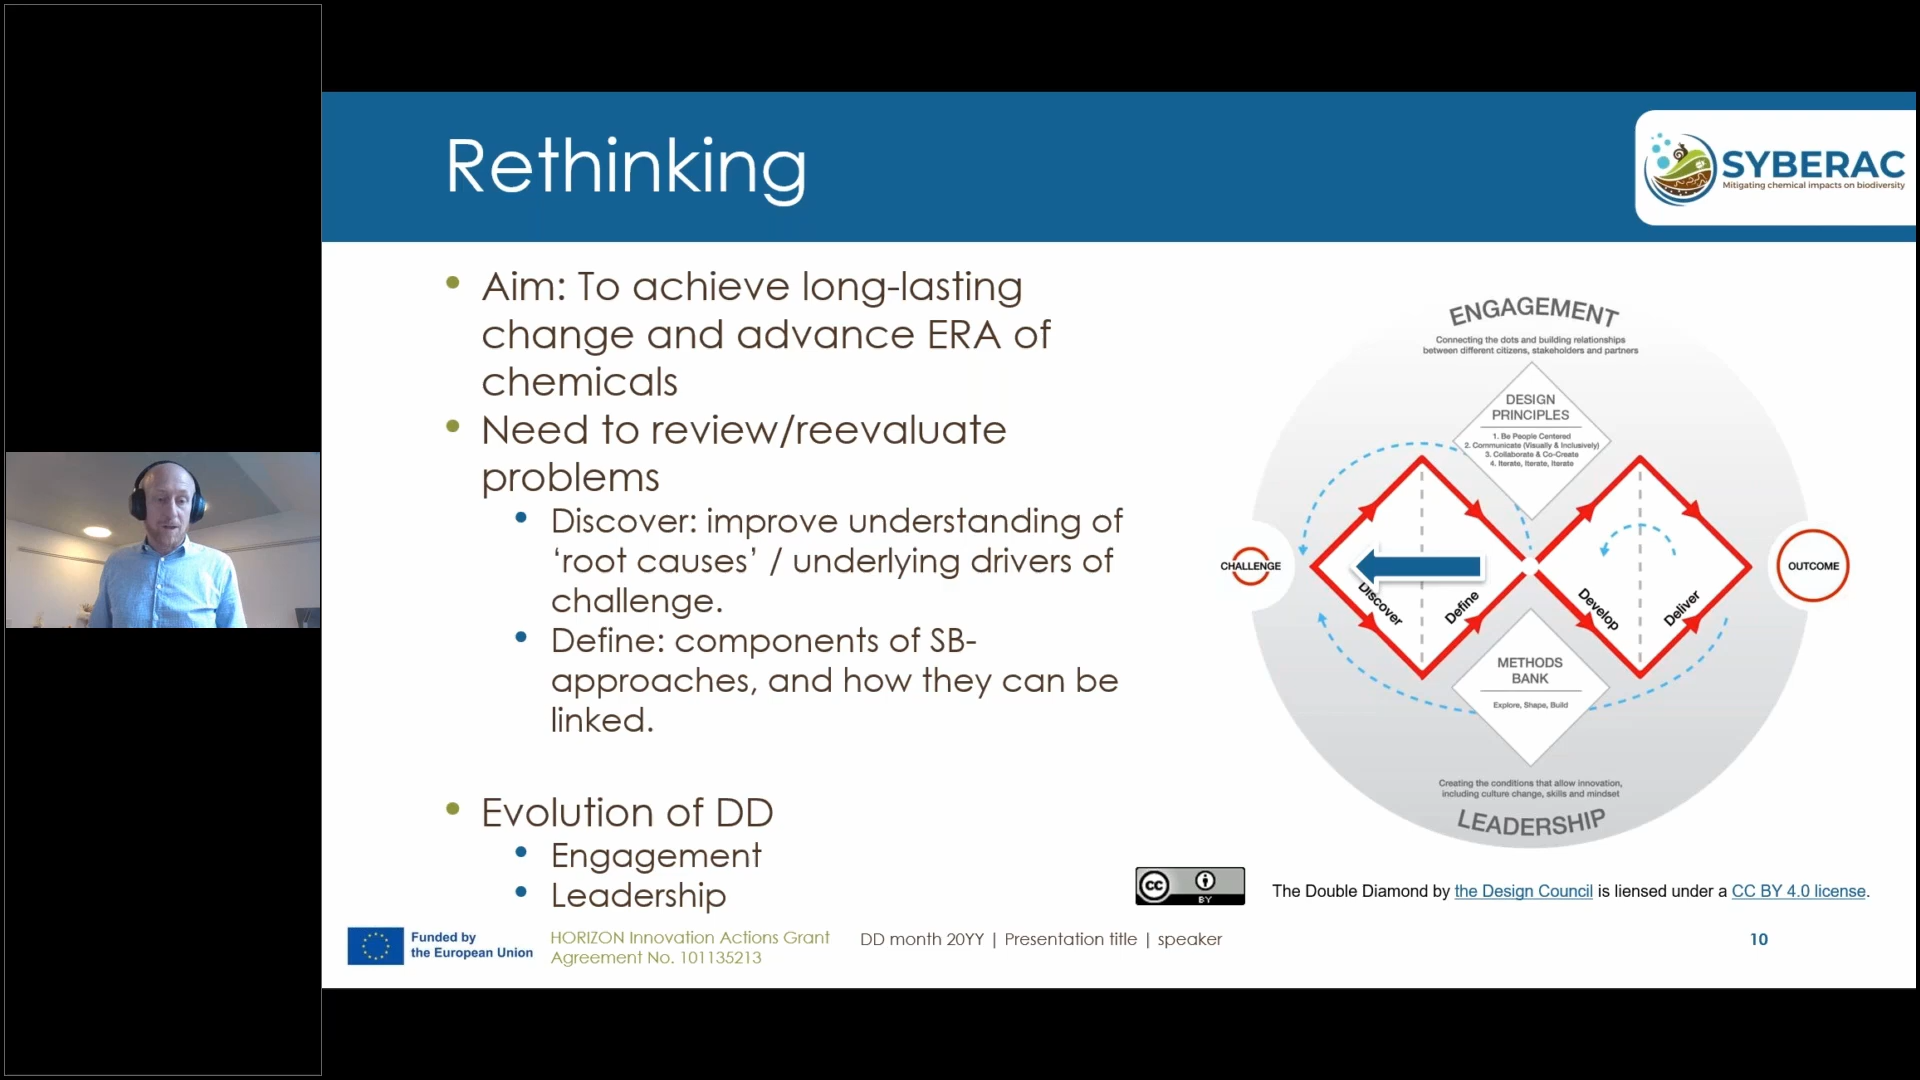 Rethinking
SYBERAC
Mitigating chemical impacts on biodiversity
• Aim: To achieve long-lasting
change and advance ERA of
chemicals
• Need to review/reevaluate
problems
• Discover: improve understanding of
‘root causes’ / underlying drivers of
challenge.
• Define: components of SB-
approaches, and how they can be
linked.
• Evolution of DD
• Engagement
• Leadership
ENGAGEMENT
Connecting the dots and building relationships
between different citizens, stakeholders and partners
DESIGN
PRINCIPLES
1. Be People Centered
2. Communicate (Visually & Inclusively)
3. Collaborate & Co-Create
4. Iterate, Iterate, Iterate
CHALLENGE
OUTCOME
Discover
Define
Develop
Deliver
METHODS
BANK
Explore, Shape, Build
Creating the conditions that allow innovation,
including culture change, skills and mindset
LEADERSHIP
cc
BY
The Double Diamond by the Design Council is liensed under a CC BY 4.0 license.
Funded by
the European Union
HORIZON Innovation Actions Grant
Agreement No. 101135213
DD month 20YY | Presentation title | speaker
10